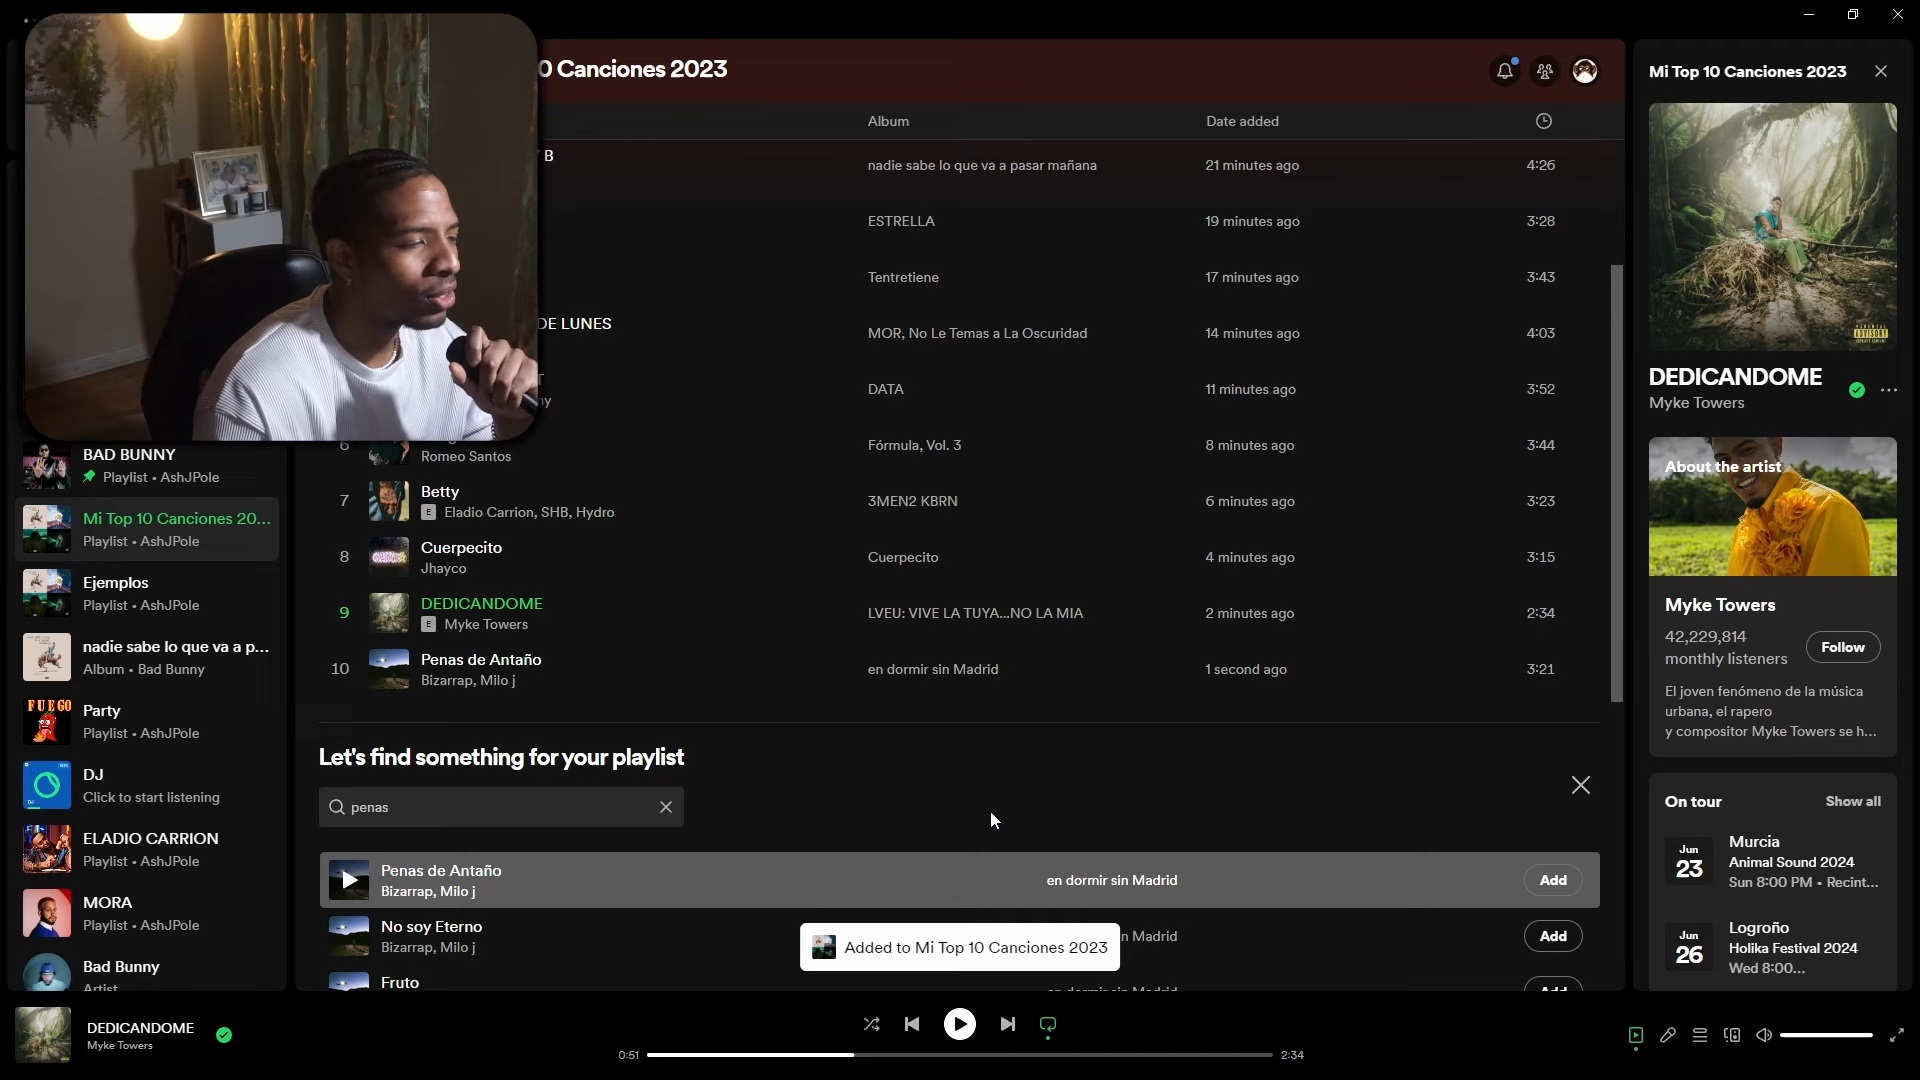 0 Canciones 2023
Album
Date added
B
nadie sabe lo que va a pasar mañana
21 minutes ago
4:26
ESTRELLA
19 minutes ago
3:28
Tentretiene
17 minutes ago
3:43
DE LUNES
MOR, No Le Temas a La Oscuridad
14 minutes ago
4:03
DATA
11 minutes ago
3:52
ny
6
Romeo Santos
Fórmula, Vol. 3
8 minutes ago
3:44
7
Betty
E Eladio Carrion, SHB, Hydro
3MEN2 KBRN
6 minutes ago
3:23
8
Cuerpecito
Jhayco
Cuerpecito
4 minutes ago
3:15
9
DEDICANDOME
E Myke Towers
LVEU: VIVE LA TUYA...NO LA MIA
2 minutes ago
2:34
10
Penas de Antaño
Bizarrap, Milo j
en dormir sin Madrid
1 second ago
3:21
BAD BUNNY
Playlist • AshJPole
Mi Top 10 Canciones 20...
Playlist • AshJPole
Ejemplos
Playlist • AshJPole
nadie sabe lo que va a p...
Album • Bad Bunny
FUEGO
Party
Playlist • AshJPole
DJ
Click to start listening
ELADIO CARRION
Playlist • AshJPole
MORA
Playlist • AshJPole
Bad Bunny
Artist
Let's find something for your playlist
penas
Penas de Antaño
Bizarrap, Milo j
en dormir sin Madrid
Add
No soy Eterno
Bizarrap, Milo j
n Madrid
Add
Fruto
en dormir sin Madrid
Add
Added to Mi Top 10 Canciones 2023
Mi Top 10 Canciones 2023
PARENTAL
ADVISORY
DEDICANDOME
Myke Towers
About the artist
Myke Towers
42,229,814
monthly listeners
Follow
El joven fenómeno de la música
urbana, el rapero
y compositor Myke Towers se h...
On tour
Show all
Jun
23
Murcia
Animal Sound 2024
Sun 8:00 PM • Recint...
Jun
26
Logroño
Holika Festival 2024
Wed 8:00...
DEDICANDOME
Myke Towers
0:51
2:34